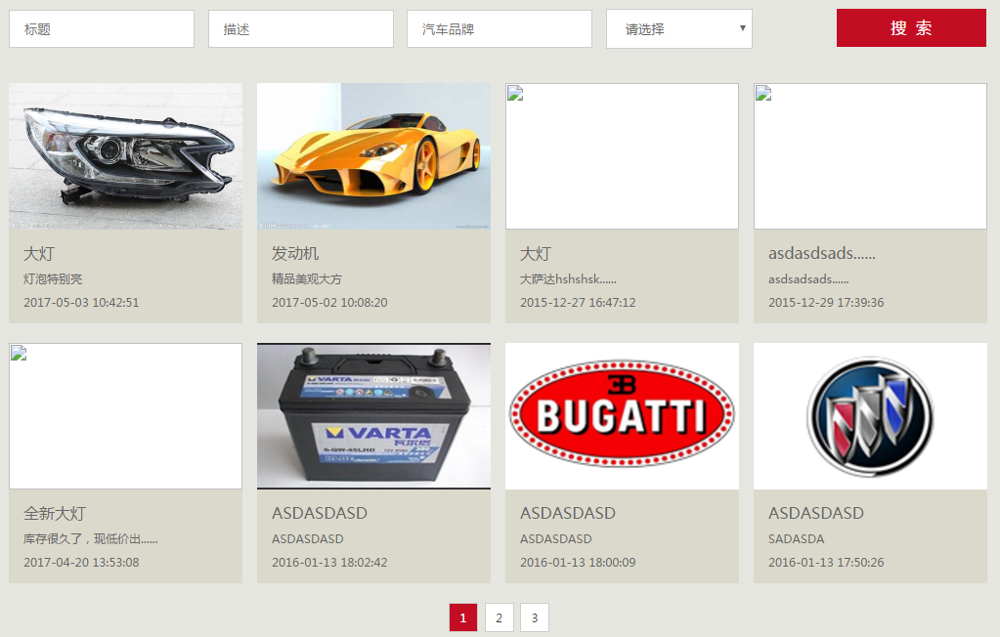 标题
描述
汽车品牌
请选择
搜 索
大灯
灯泡特别亮
2017-05-03 10:42:51
发动机
精品美观大方
2017-05-02 10:08:20
大灯
大萨达hshshsk......
2015-12-27 16:47:12
asdasdsads......
asdsadsads......
2015-12-29 17:39:36
VARTA
VARTA
瓦尔塔
6-QW-45LHD
EB
BUGATTI
全新大灯
库存很久了，现低价出......
2017-04-20 13:53:08
ASDASDASD
ASDASDASD
2016-01-13 18:02:42
ASDASDASD
ASDASDASD
2016-01-13 18:00:09
ASDASDASD
SADASDA
2016-01-13 17:50:26
1
2
3